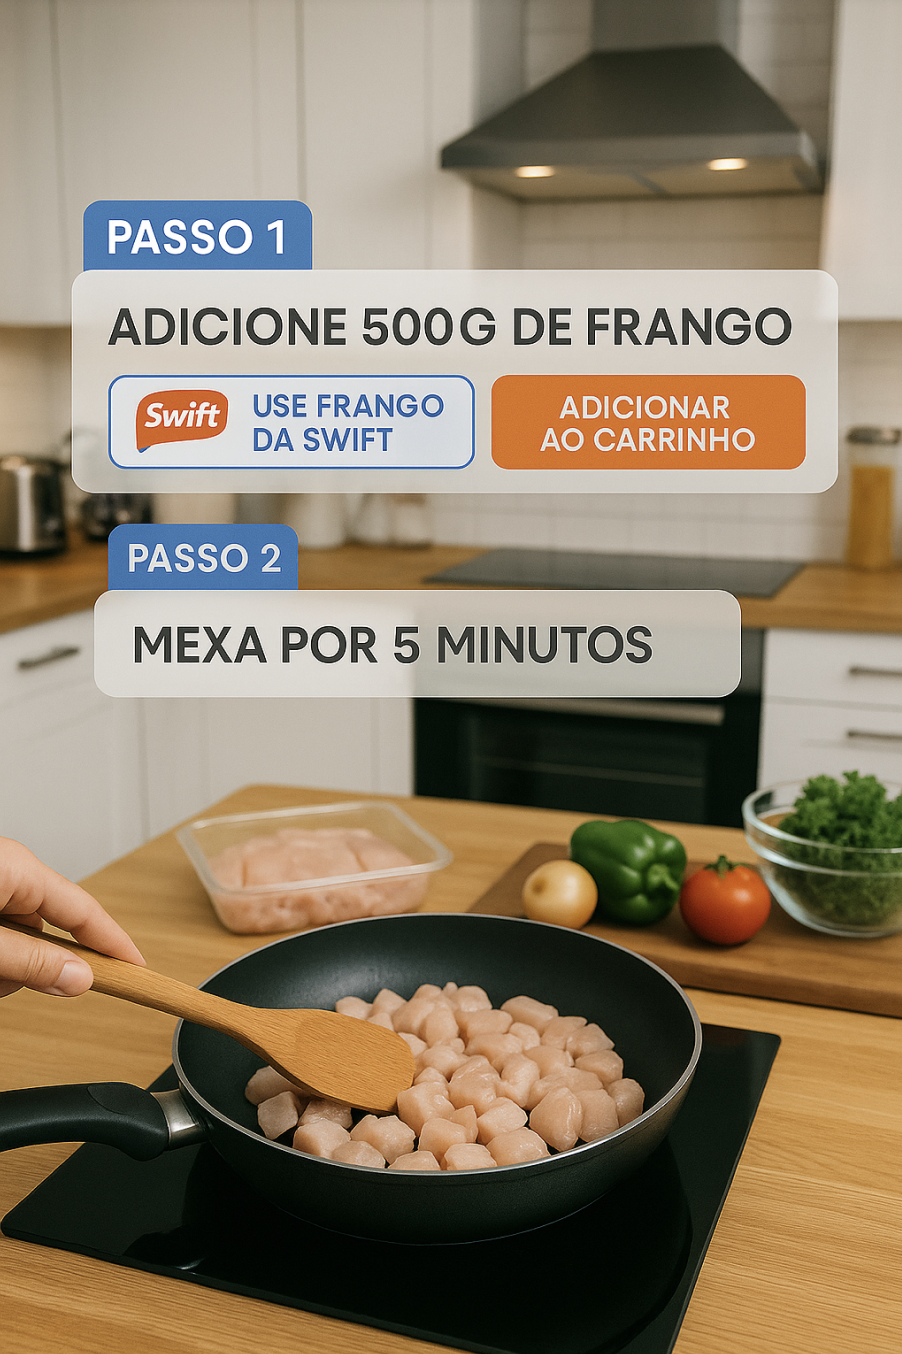 PASSO 1
ADICIONE 500G DE FRANGO
Swift
USE FRANGO
DA SWIFT
ADICIONAR
AO CARRINHO
PASSO 2
MEXA POR 5 MINUTOS